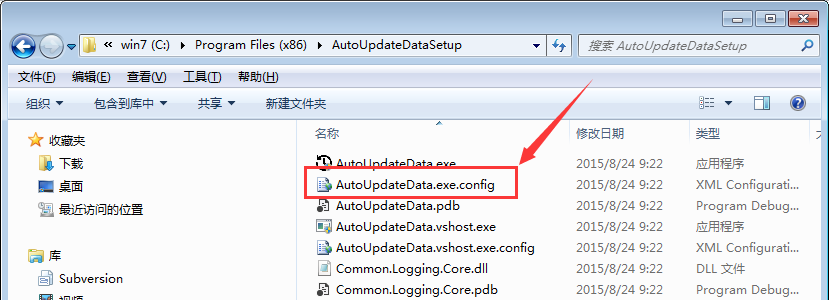 « win7 (C:) ▸ Program Files (x86) ▸ AutoUpdateDataSetup
搜索 AutoUpdateDataSetup
文件(F) 编辑(E) 查看(V) 工具(T) 帮助(H)
组织 包含到库中 共享 新建文件夹
收藏夹
下载
桌面
最近访问的位置
库
Subversion
视频
名称 修改日期 类型
AutoUpdateData.exe 2015/8/24 9:22 应用程序
AutoUpdateData.exe.config 2015/8/24 9:22 XML Configurati...
AutoUpdateData.pdb 2015/8/24 9:22 Program Debug...
AutoUpdateData.vshost.exe 2015/8/24 9:22 应用程序
AutoUpdateData.vshost.exe.config 2015/8/24 9:22 XML Configurati...
Common.Logging.Core.dll 2015/8/24 9:22 DLL 文件
Common.Logging.Core.pdb 2015/8/24 9:22 Program Debug...